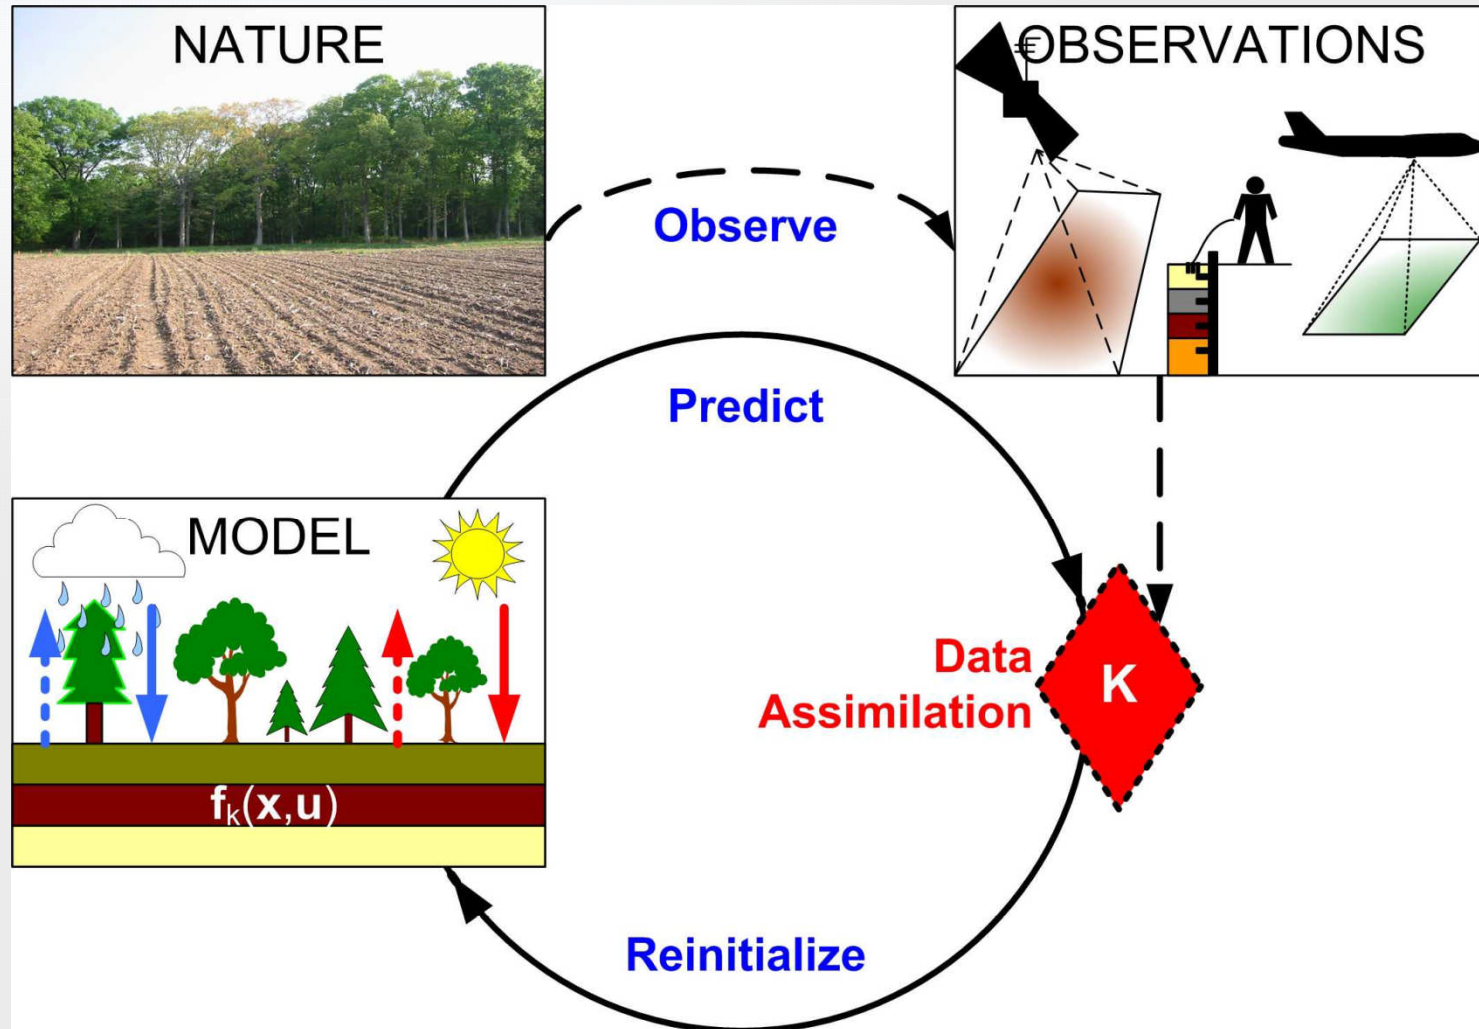 NATURE
OBSERVATIONS
Observe
Predict
MODEL
Data
Assimilation
K
fₖ(x,u)
Reinitialize